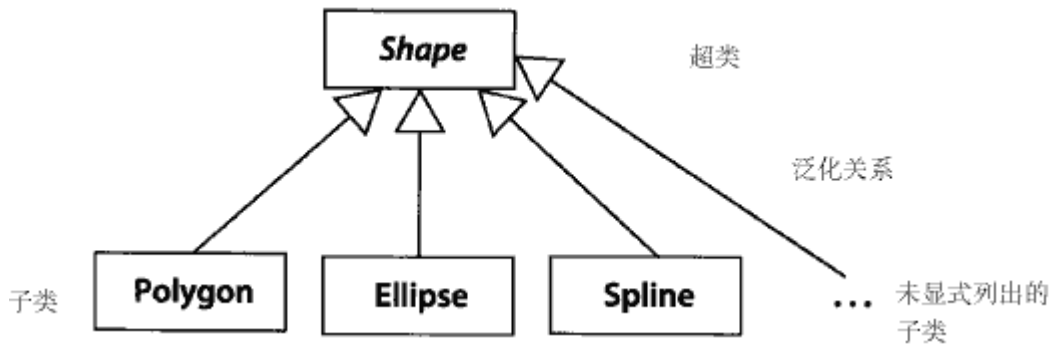 Shape
超类
泛化关系
子类
Polygon
Ellipse
Spline
...
未显式列出的
子类